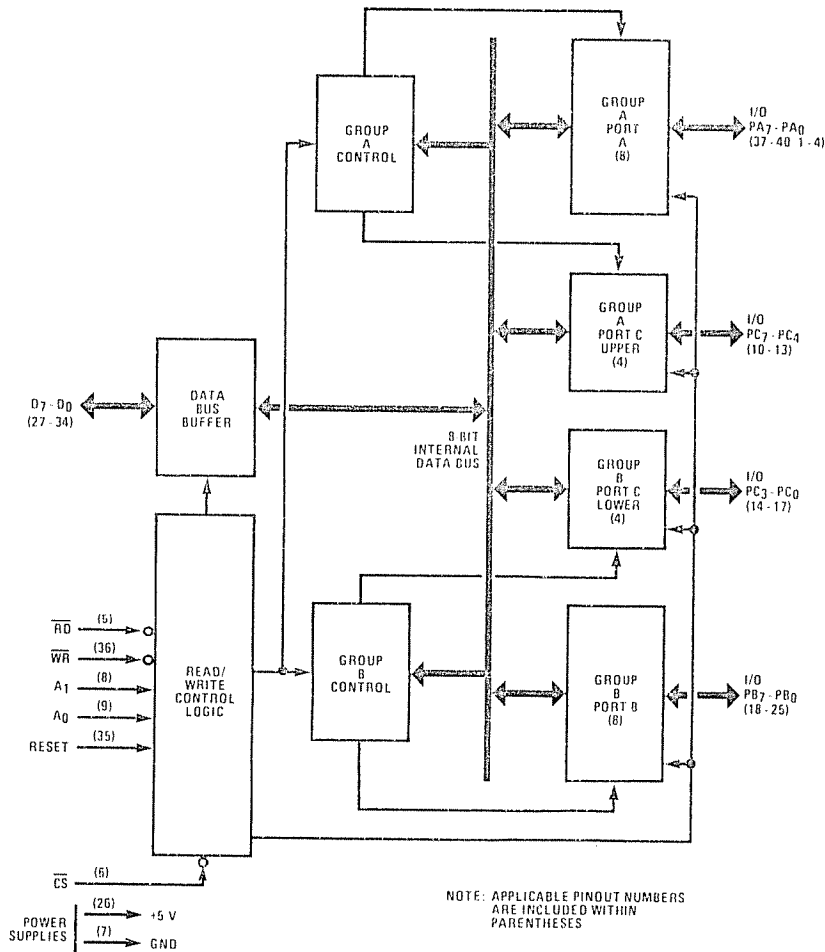 GROUP
A
CONTROL
GROUP
A
PORT
A
(8)
I/O
PA7 - PA0
(37 - 40 1 - 4)
GROUP
A
PORT C
UPPER
(4)
I/O
PC7 - PC4
(10 - 13)
D7 - D0
(27 - 34)
DATA
BUS
BUFFER
8-BIT
INTERNAL
DATA BUS
GROUP
B
PORT C
LOWER
(4)
I/O
PC3 - PC0
(14 - 17)
RD (5)
WR (36)
A1 (8)
A0 (9)
RESET (35)
READ/
WRITE
CONTROL
LOGIC
GROUP
B
CONTROL
GROUP
B
PORT B
(8)
I/O
PB7 - PB0
(18 - 25)
CS (6)
POWER
SUPPLIES
(26) +5 V
(7) GND
NOTE: APPLICABLE PINOUT NUMBERS
ARE INCLUDED WITHIN
PARENTHESES